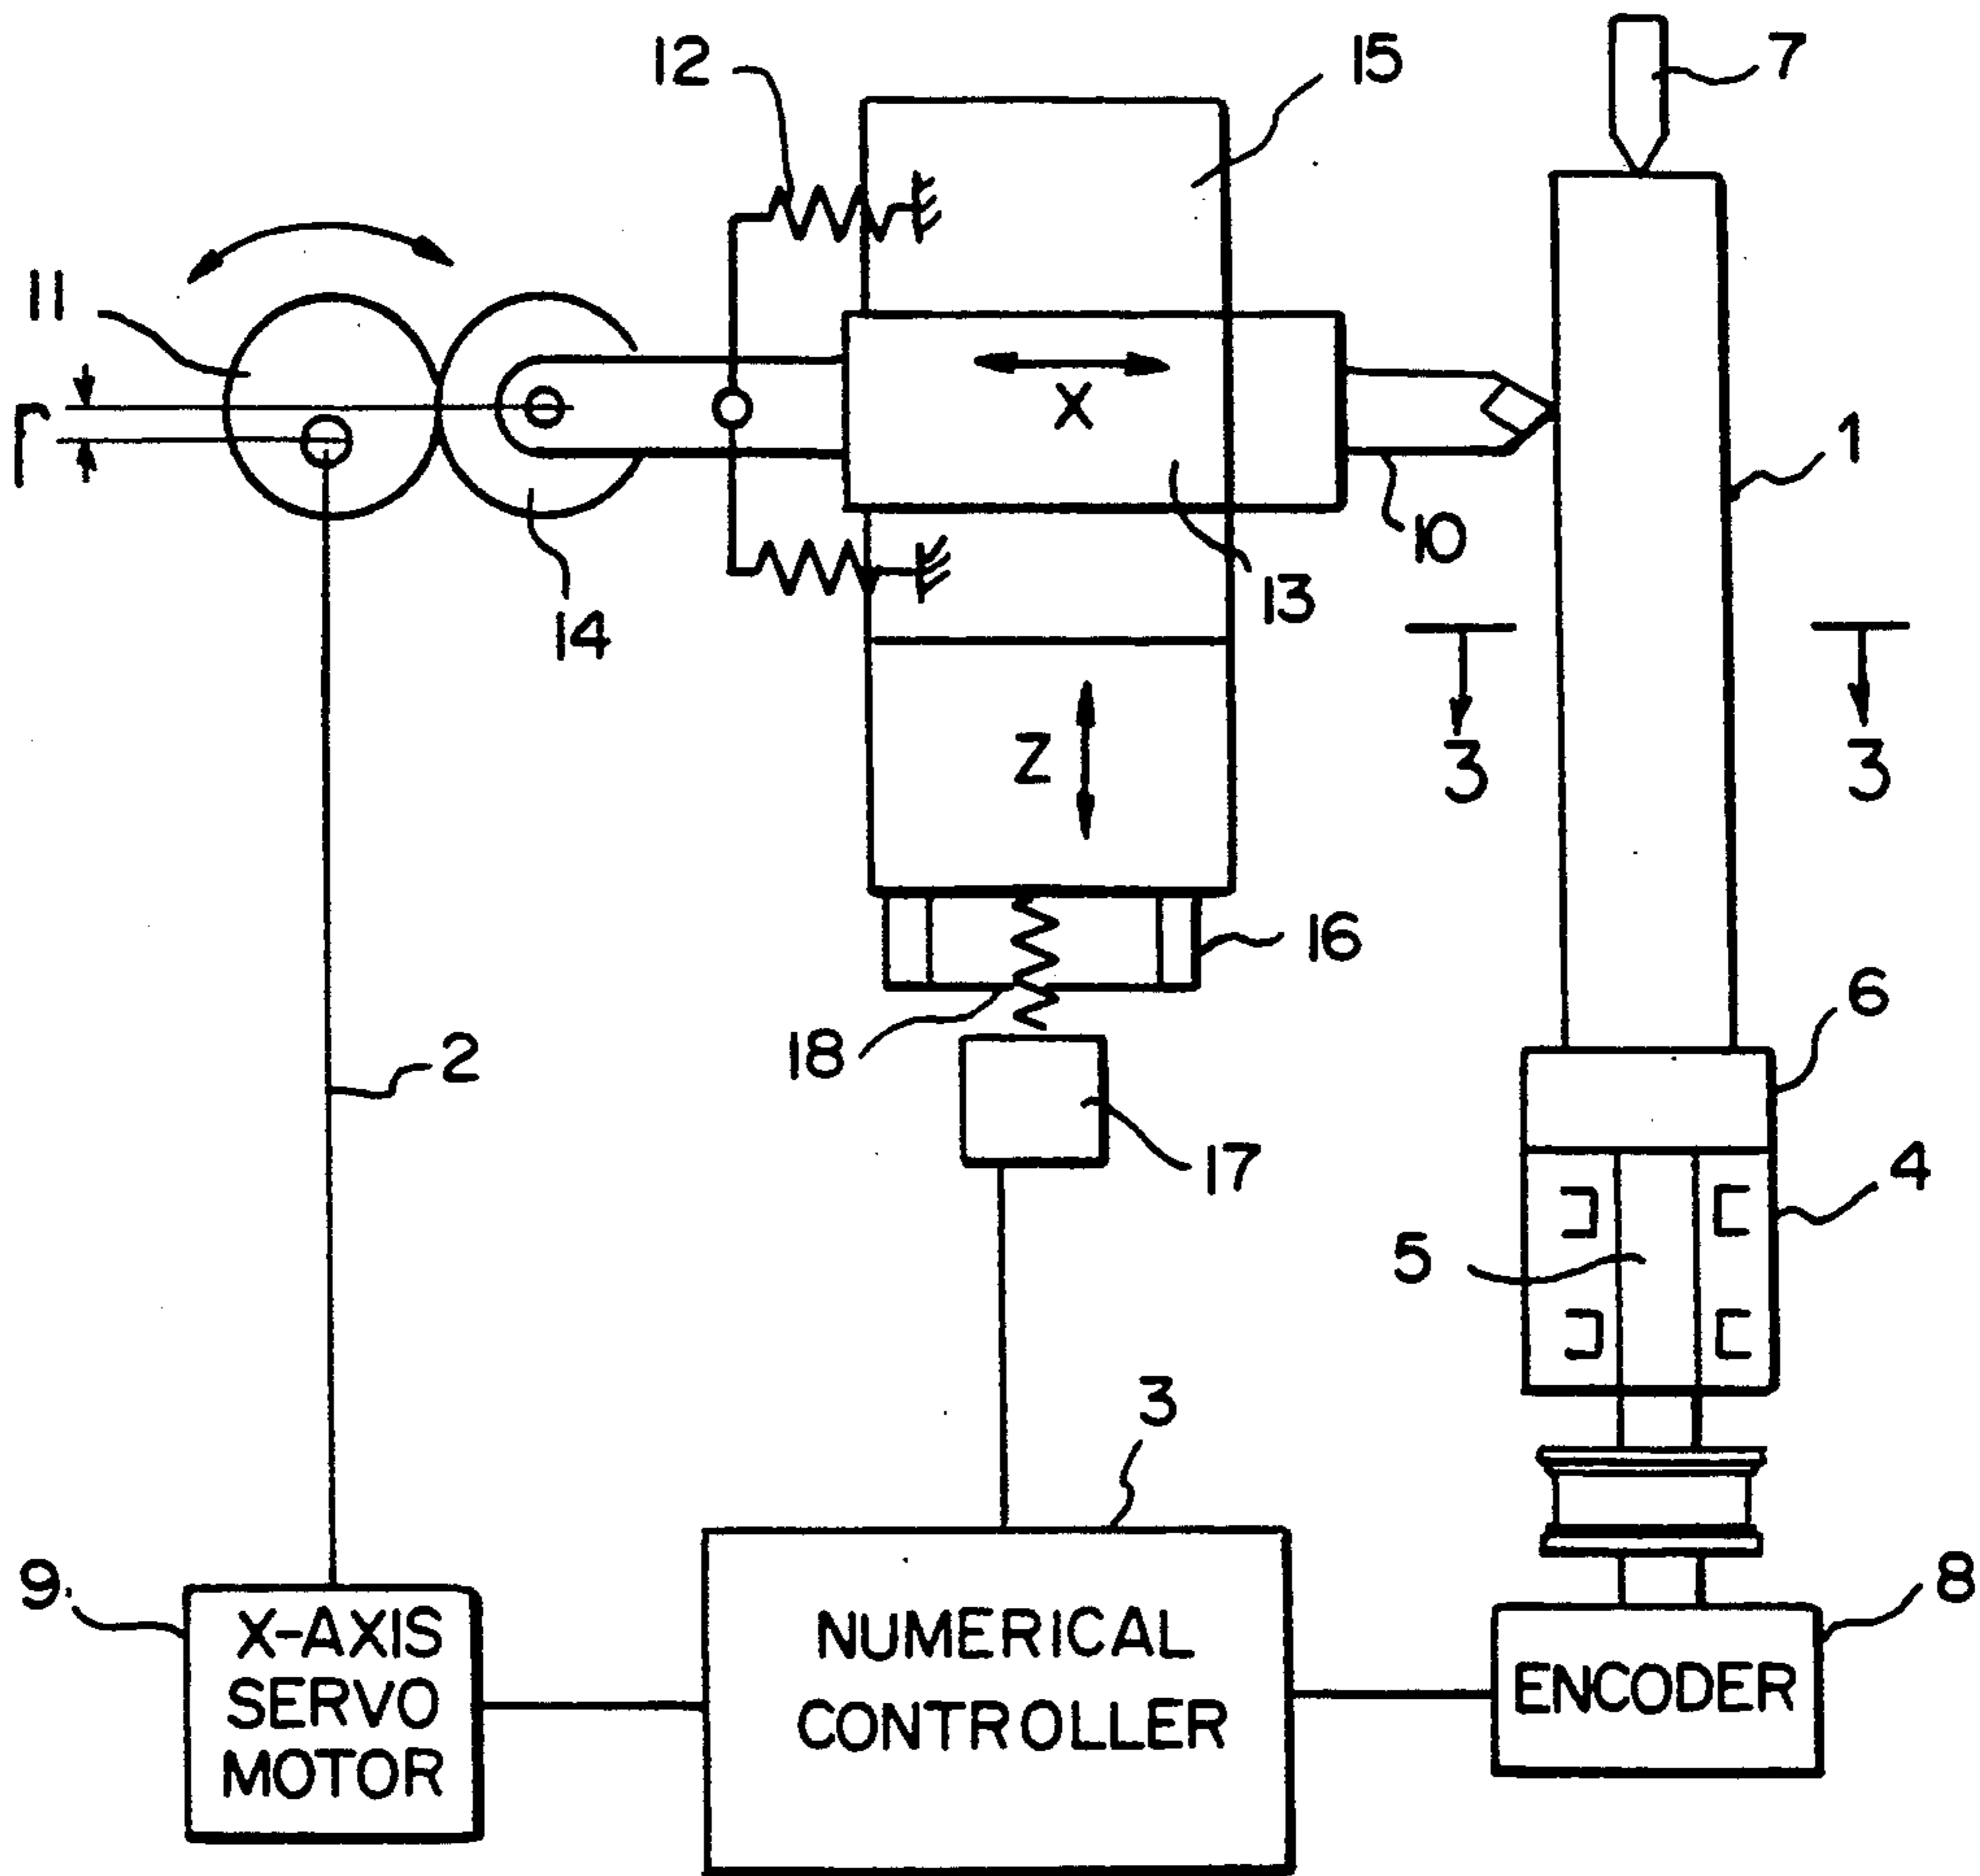 12
15
7
11
r
X
1
10
13
14
3
3
Z
16
18
6
2
17
4
5
3
9
X-AXIS
SERVO
MOTOR
NUMERICAL
CONTROLLER
8
ENCODER